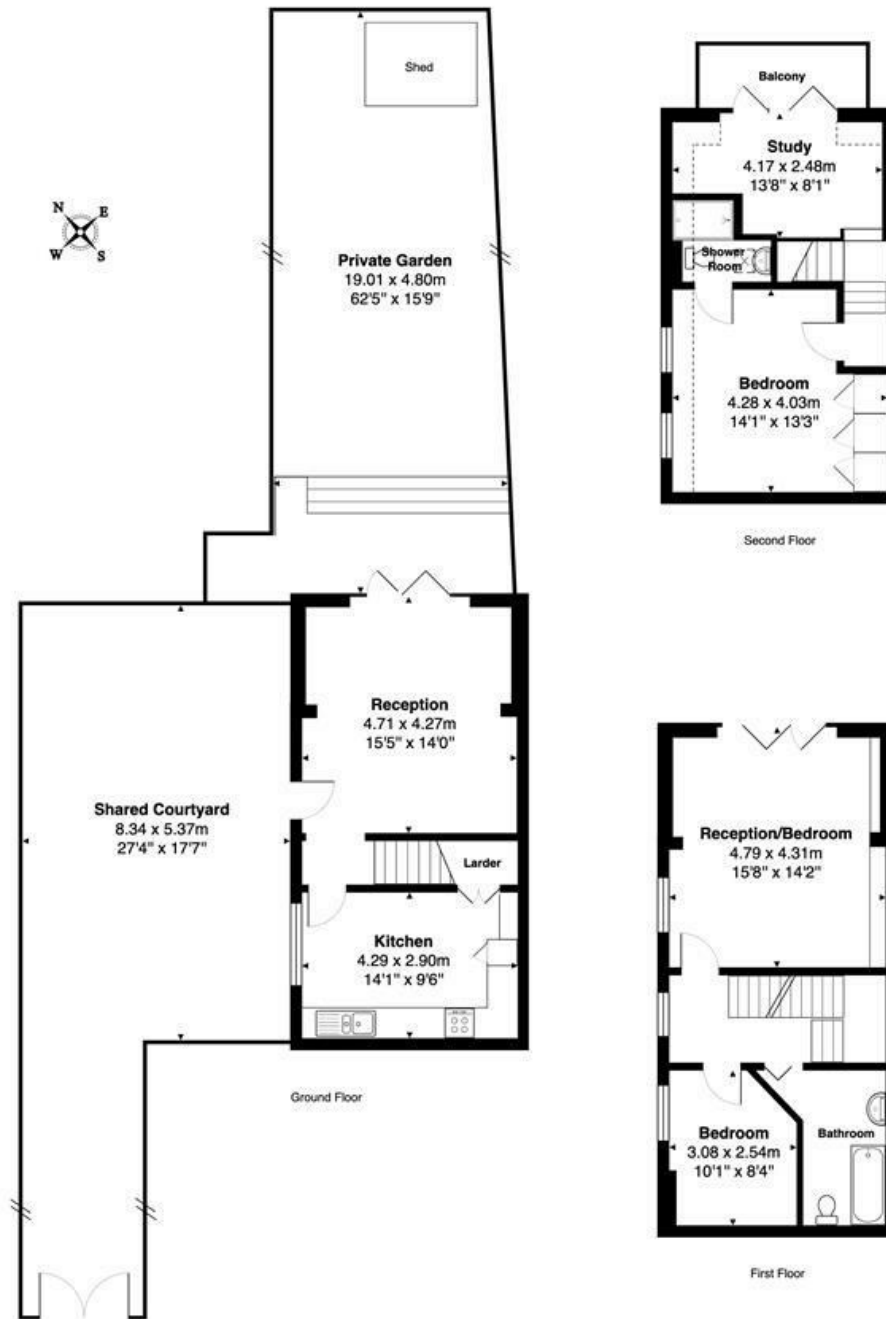 Shed
N
E
W
S
Private Garden
19.01 x 4.80m
62'5" x 15'9"
Shared Courtyard
8.34 x 5.37m
27'4" x 17'7"
Reception
4.71 x 4.27m
15'5" x 14'0"
Larder
Kitchen
4.29 x 2.90m
14'1" x 9'6"
Ground Floor
Balcony
Study
4.17 x 2.48m
13'8" x 8'1"
Shower
Room
Bedroom
4.28 x 4.03m
14'1" x 13'3"
Second Floor
Reception/Bedroom
4.79 x 4.31m
15'8" x 14'2"
Bedroom
3.08 x 2.54m
10'1" x 8'4"
Bathroom
First Floor